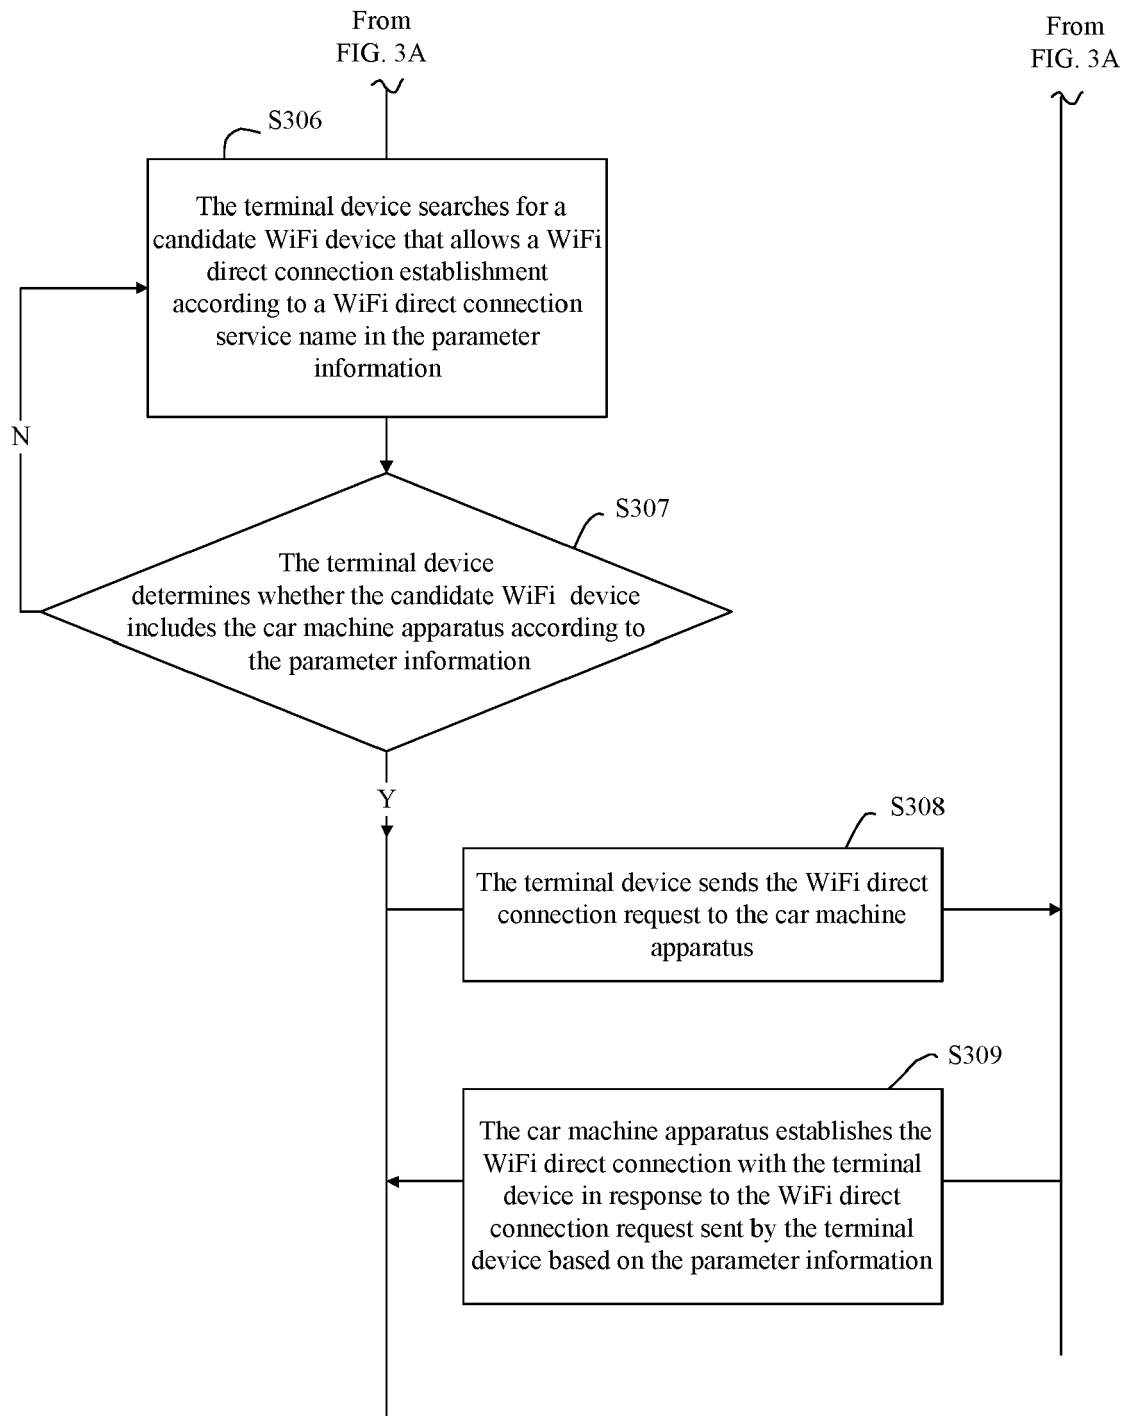 From
FIG. 3A
From
FIG. 3A
S306
The terminal device searches for a
candidate WiFi device that allows a WiFi
direct connection establishment
according to a WiFi direct connection
service name in the parameter
information
N
S307
The terminal device
determines whether the candidate WiFi device
includes the car machine apparatus according to
the parameter information
Y
S308
The terminal device sends the WiFi direct
connection request to the car machine
apparatus
S309
The car machine apparatus establishes the
WiFi direct connection with the terminal
device in response to the WiFi direct
connection request sent by the terminal
device based on the parameter information